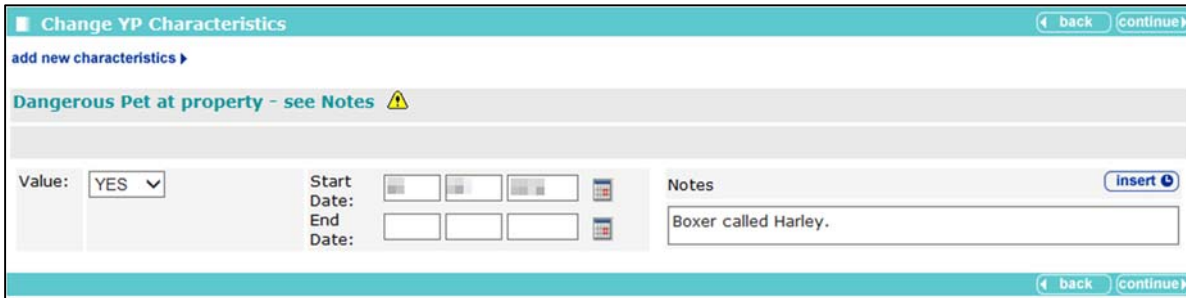 Change YP Characteristics
back continue
add new characteristics
Dangerous Pet at property - see Notes
Value: YES
Start Date:
End Date:
Notes
insert
Boxer called Harley.
back continue